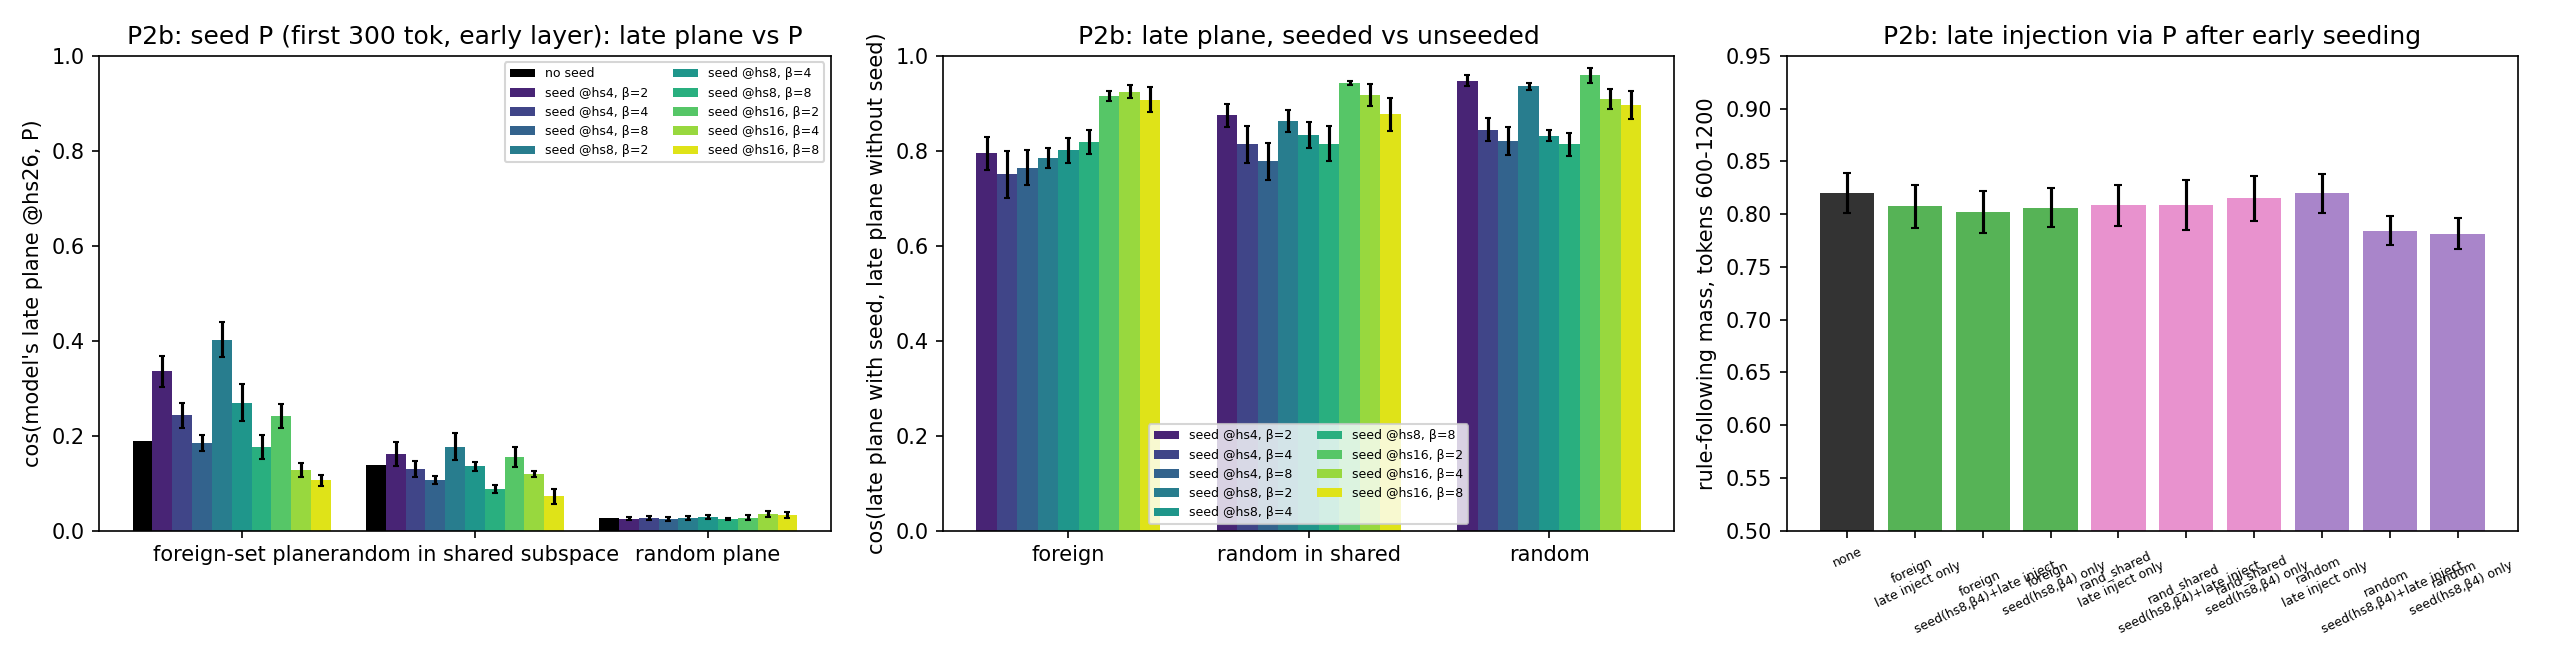 P2b: seed P (first 300 tok, early layer): late plane vs P
cos(model's late plane @hs26, P)
1.0
0.8
0.6
0.4
0.2
0.0
no seed
seed @hs4, β=2
seed @hs4, β=4
seed @hs4, β=8
seed @hs8, β=2
seed @hs8, β=4
seed @hs8, β=8
seed @hs16, β=2
seed @hs16, β=4
seed @hs16, β=8
foreign-set plane
random in shared subspace
random plane
P2b: late plane, seeded vs unseeded
cos(late plane with seed, late plane without seed)
1.0
0.8
0.6
0.4
0.2
0.0
seed @hs4, β=2
seed @hs4, β=4
seed @hs4, β=8
seed @hs8, β=2
seed @hs8, β=4
seed @hs8, β=8
seed @hs16, β=2
seed @hs16, β=4
seed @hs16, β=8
foreign
random in shared
random
P2b: late injection via P after early seeding
rule-following mass, tokens 600-1200
0.95
0.90
0.85
0.80
0.75
0.70
0.65
0.60
0.55
0.50
none
foreign
late inject only
foreign
seed(hs8,β4)+late inject
foreign
seed(hs8,β4) only
rand_shared
late inject only
rand_shared
seed(hs8,β4)+late inject
rand_shared
seed(hs8,β4) only
random
late inject only
random
seed(hs8,β4)+late inject
random
seed(hs8,β4) only